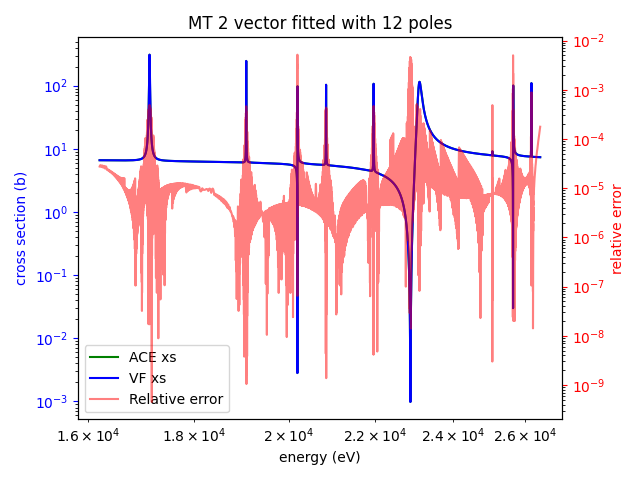 MT 2 vector fitted with 12 poles
cross section (b)
10²
10¹
10⁰
10⁻¹
10⁻²
10⁻³
10⁻²
10⁻³
10⁻⁴
10⁻⁵
10⁻⁶
10⁻⁷
10⁻⁸
10⁻⁹
relative error
ACE xs
VF xs
Relative error
1.6 × 10⁴ 1.8 × 10⁴ 2 × 10⁴ 2.2 × 10⁴ 2.4 × 10⁴ 2.6 × 10⁴
energy (eV)